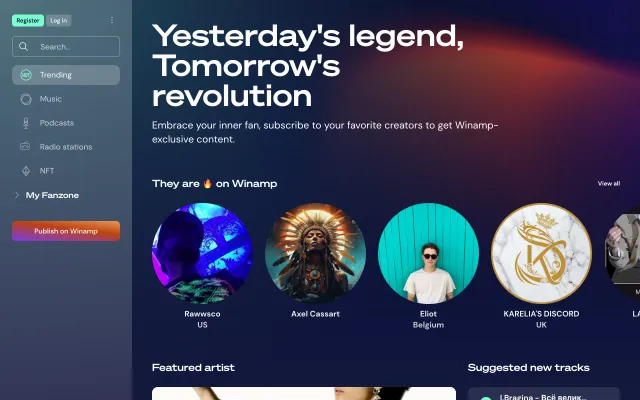 Register
Log In
Search...
Trending
Music
Podcasts
Radio stations
NFT
My Fanzone
Publish on Winamp
Yesterday's legend,
Tomorrow's
revolution
Embrace your inner fan, subscribe to your favorite creators to get Winamp-
exclusive content.
They are 🔥 on Winamp
View all
Rawwsco
US
Axel Cassart
Eliot
Belgium
KARELIA'S DISCORD
UK
LA
Featured artist
Suggested new tracks
I.Bragina - Всё велик...